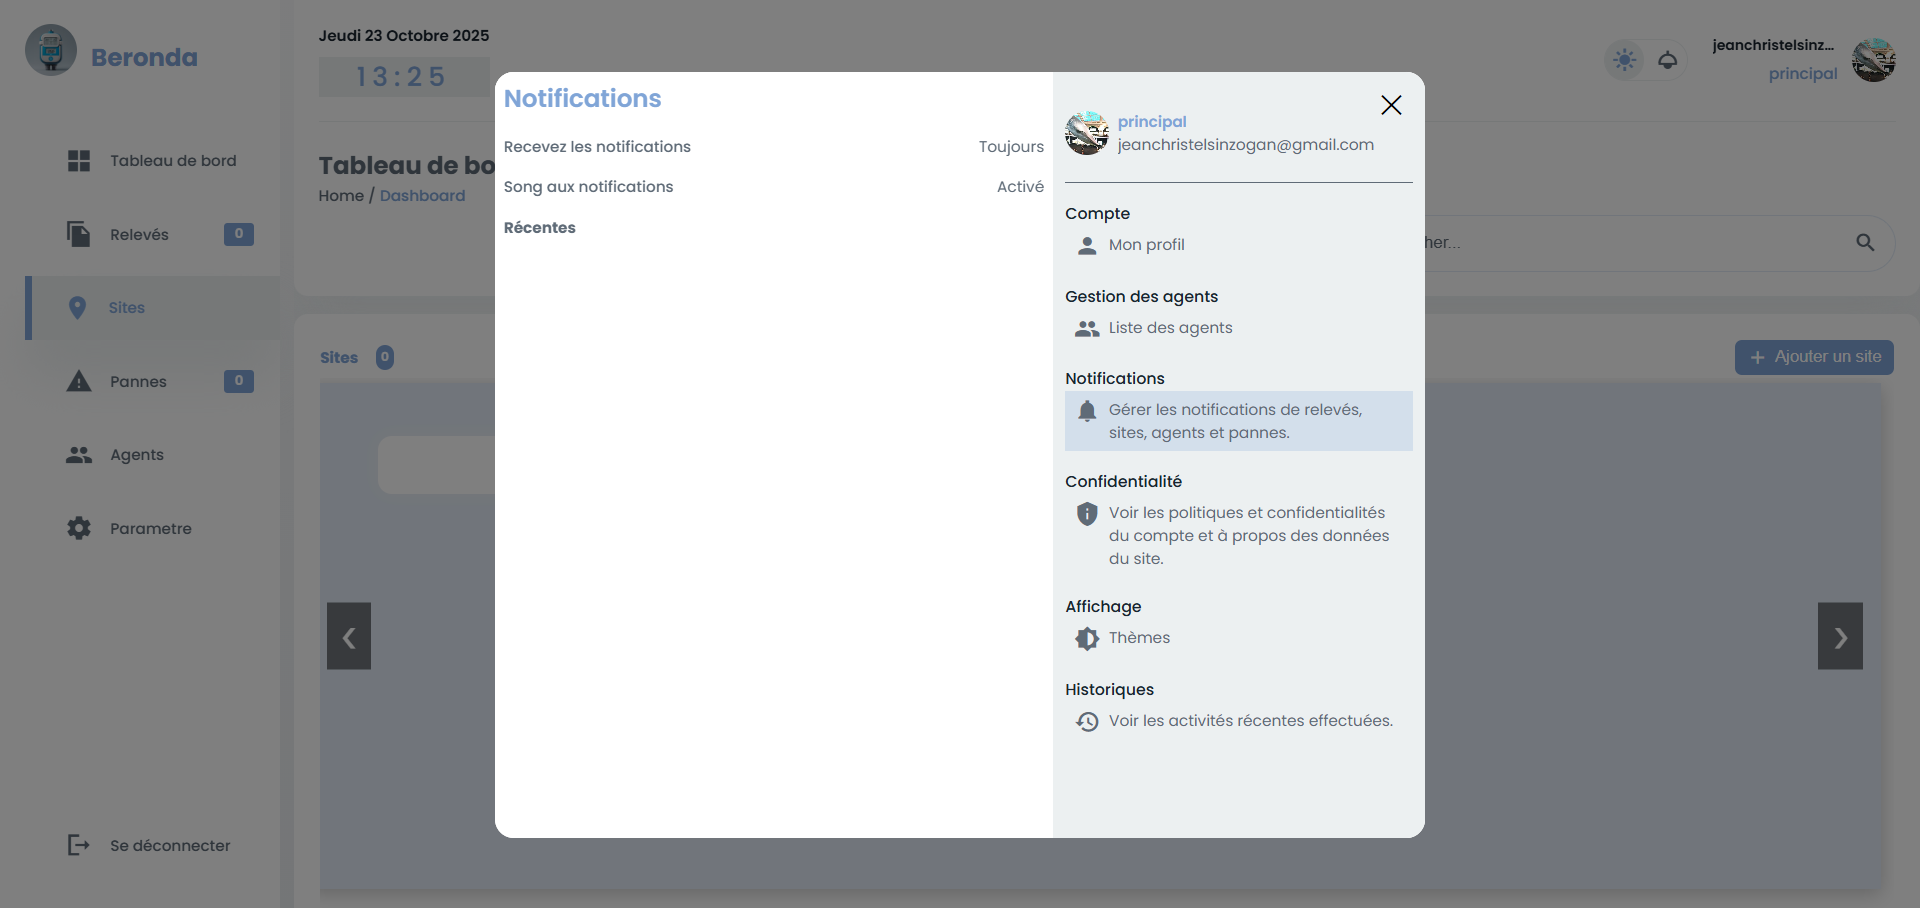 Beronda
Tableau de bord
Relevés 0
Sites
Pannes 0
Agents
Parametre
Se déconnecter
Jeudi 23 Octobre 2025
13:25
jeanchristelsinz...
principal
Tableau de bo
Home / Dashboard
her...
Sites 0
+ Ajouter un site
Notifications
Recevez les notifications Toujours
Song aux notifications Activé
Récentes
principal
jeanchristelsinzogan@gmail.com
Compte
Mon profil
Gestion des agents
Liste des agents
Notifications
Gérer les notifications de relevés,
sites, agents et pannes.
Confidentialité
Voir les politiques et confidentialités
du compte et à propos des données
du site.
Affichage
Thèmes
Historiques
Voir les activités récentes effectuées.